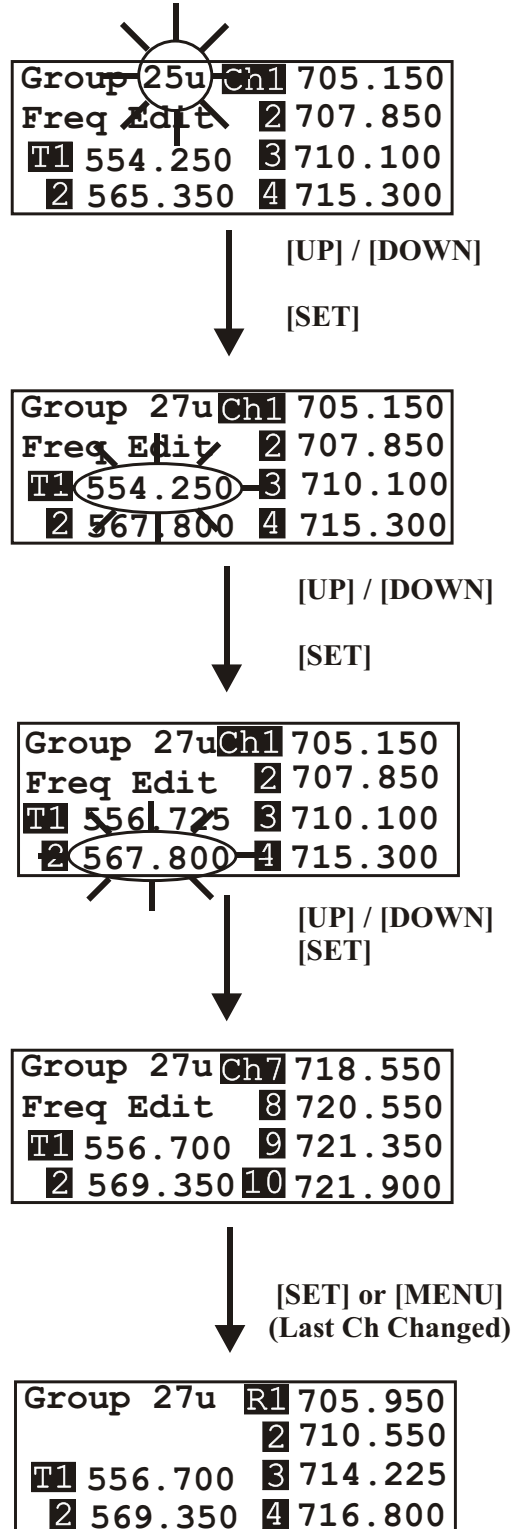 Group 25u Ch1 705.150
Freq Edit 2 707.850
T1 554.250 3 710.100
2 565.350 4 715.300
[UP] / [DOWN]
[SET]
Group 27u Ch1 705.150
Freq Edit 2 707.850
T1 554.250 3 710.100
2 567.800 4 715.300
[UP] / [DOWN]
[SET]
Group 27u Ch1 705.150
Freq Edit 2 707.850
T1 556.725 3 710.100
2 567.800 4 715.300
[UP] / [DOWN]
[SET]
Group 27u Ch7 718.550
Freq Edit 8 720.550
T1 556.700 9 721.350
2 569.350 10 721.900
[SET] or [MENU]
(Last Ch Changed)
Group 27u R1 705.950
2 710.550
T1 556.700 3 714.225
2 569.350 4 716.800